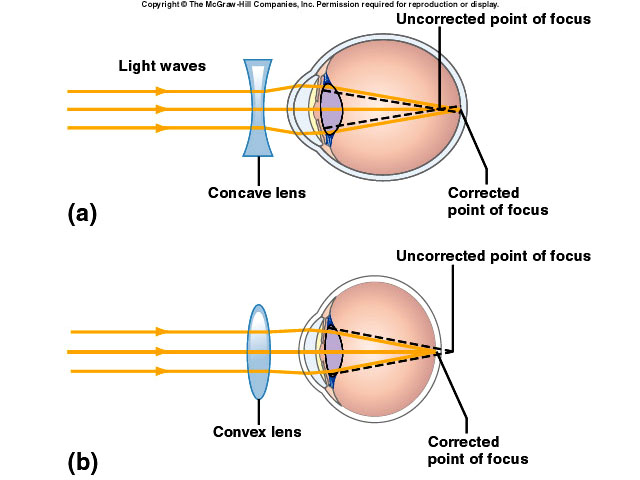 Copyright © The McGraw-Hill Companies, Inc. Permission required for reproduction or display.
Uncorrected point of focus
Light waves
Concave lens
Corrected
point of focus
(a)
Uncorrected point of focus
Convex lens
Corrected
point of focus
(b)